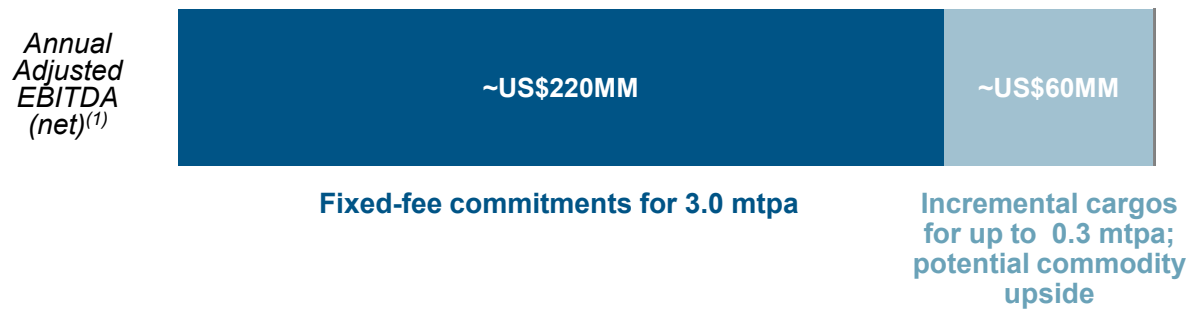 Annual
Adjusted
EBITDA
(net)(1)
~US$220MM
~US$60MM
Fixed-fee commitments for 3.0 mtpa
Incremental cargos
for up to 0.3 mtpa;
potential commodity
upside